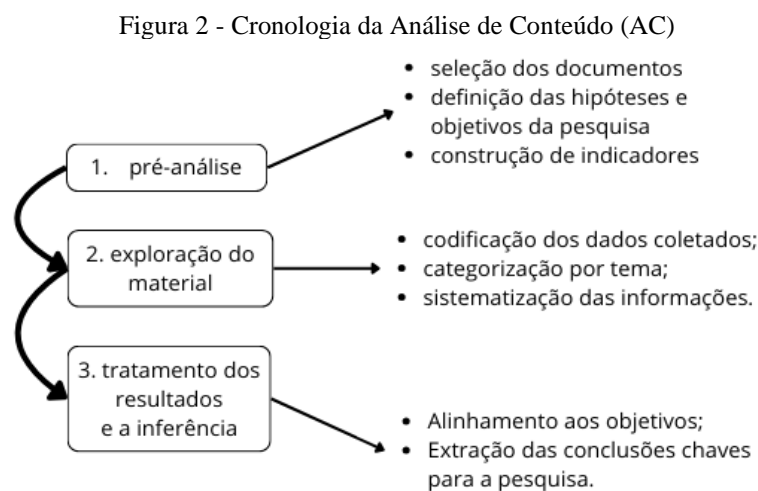 Figura 2 - Cronologia da Análise de Conteúdo (AC)
1. pré-análise
• seleção dos documentos
• definição das hipóteses e
objetivos da pesquisa
• construção de indicadores
2. exploração do
material
• codificação dos dados coletados;
• categorização por tema;
• sistematização das informações.
3. tratamento dos
resultados
e a inferência
• Alinhamento aos objetivos;
• Extração das conclusões chaves
para a pesquisa.